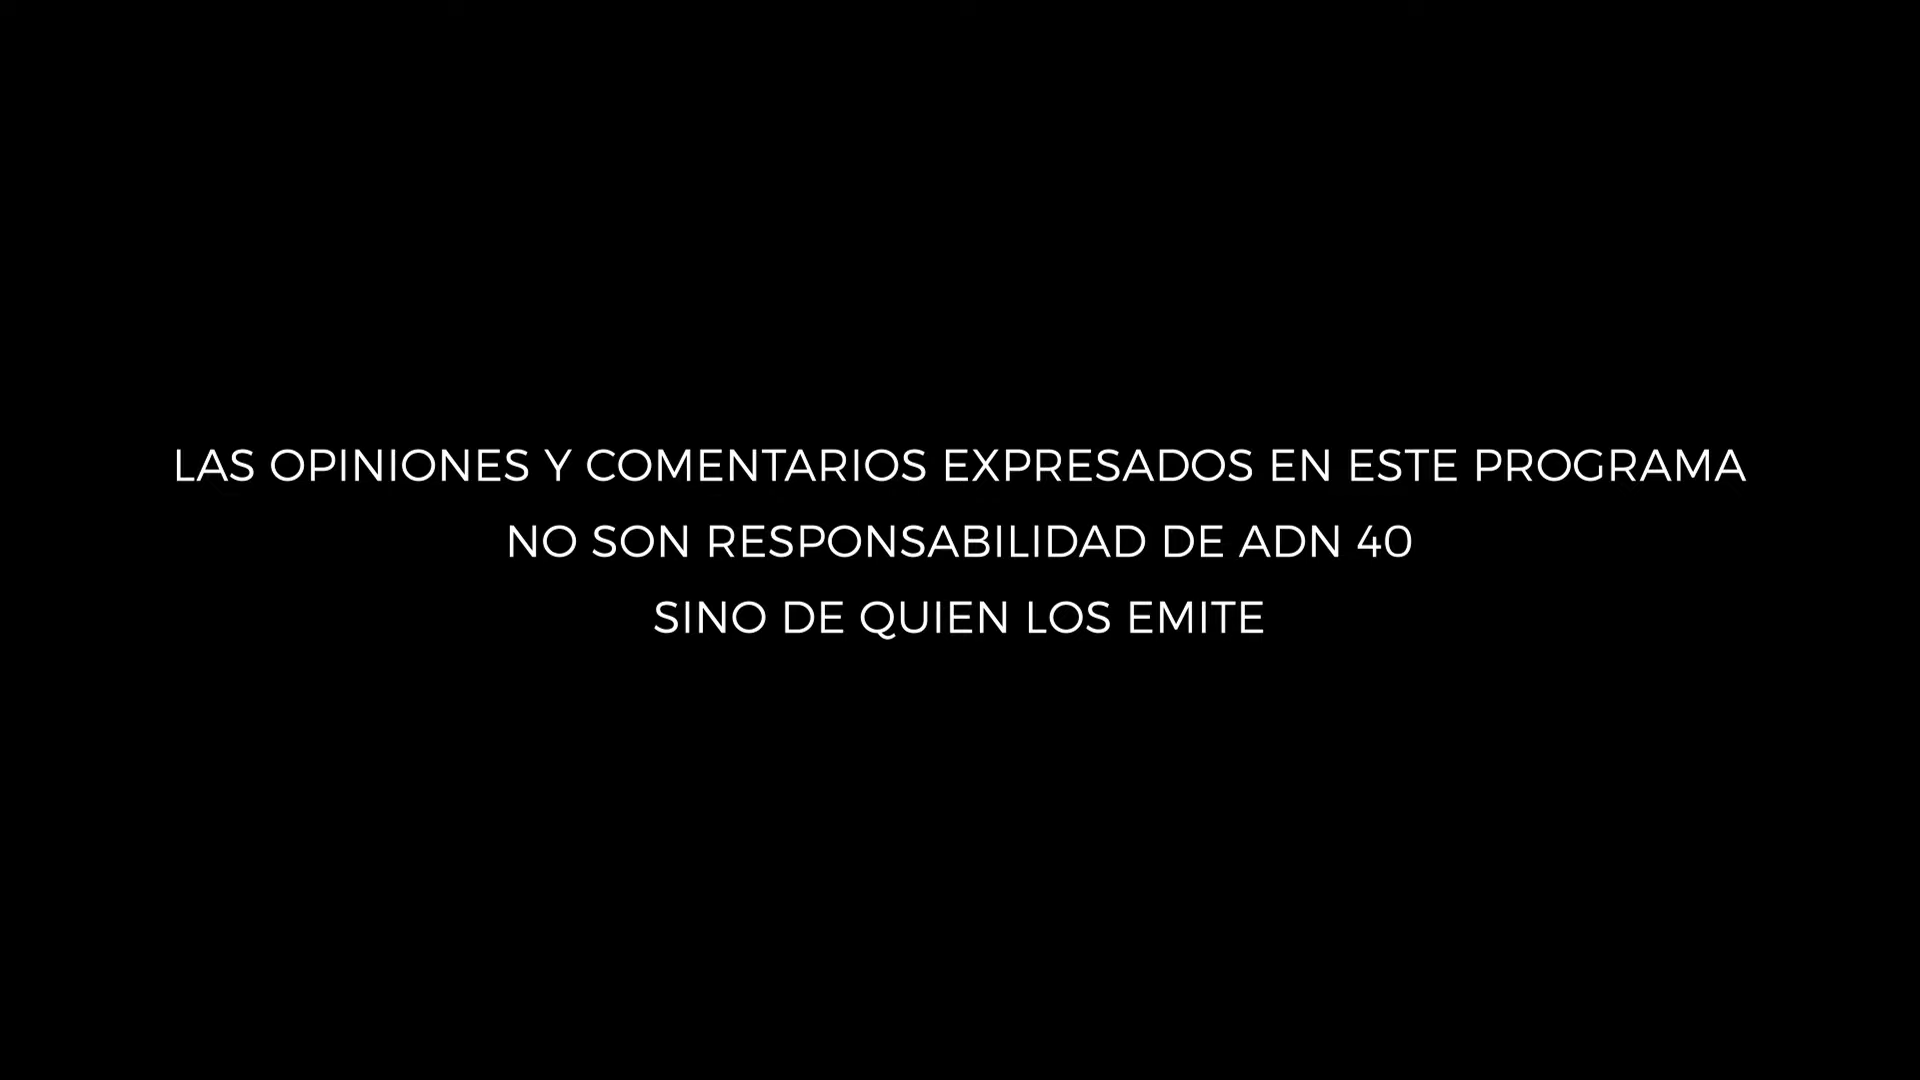 LAS OPINIONES Y COMENTARIOS EXPRESADOS EN ESTE PROGRAMA
NO SON RESPONSABILIDAD DE ADN 40
SINO DE QUIEN LOS EMITE